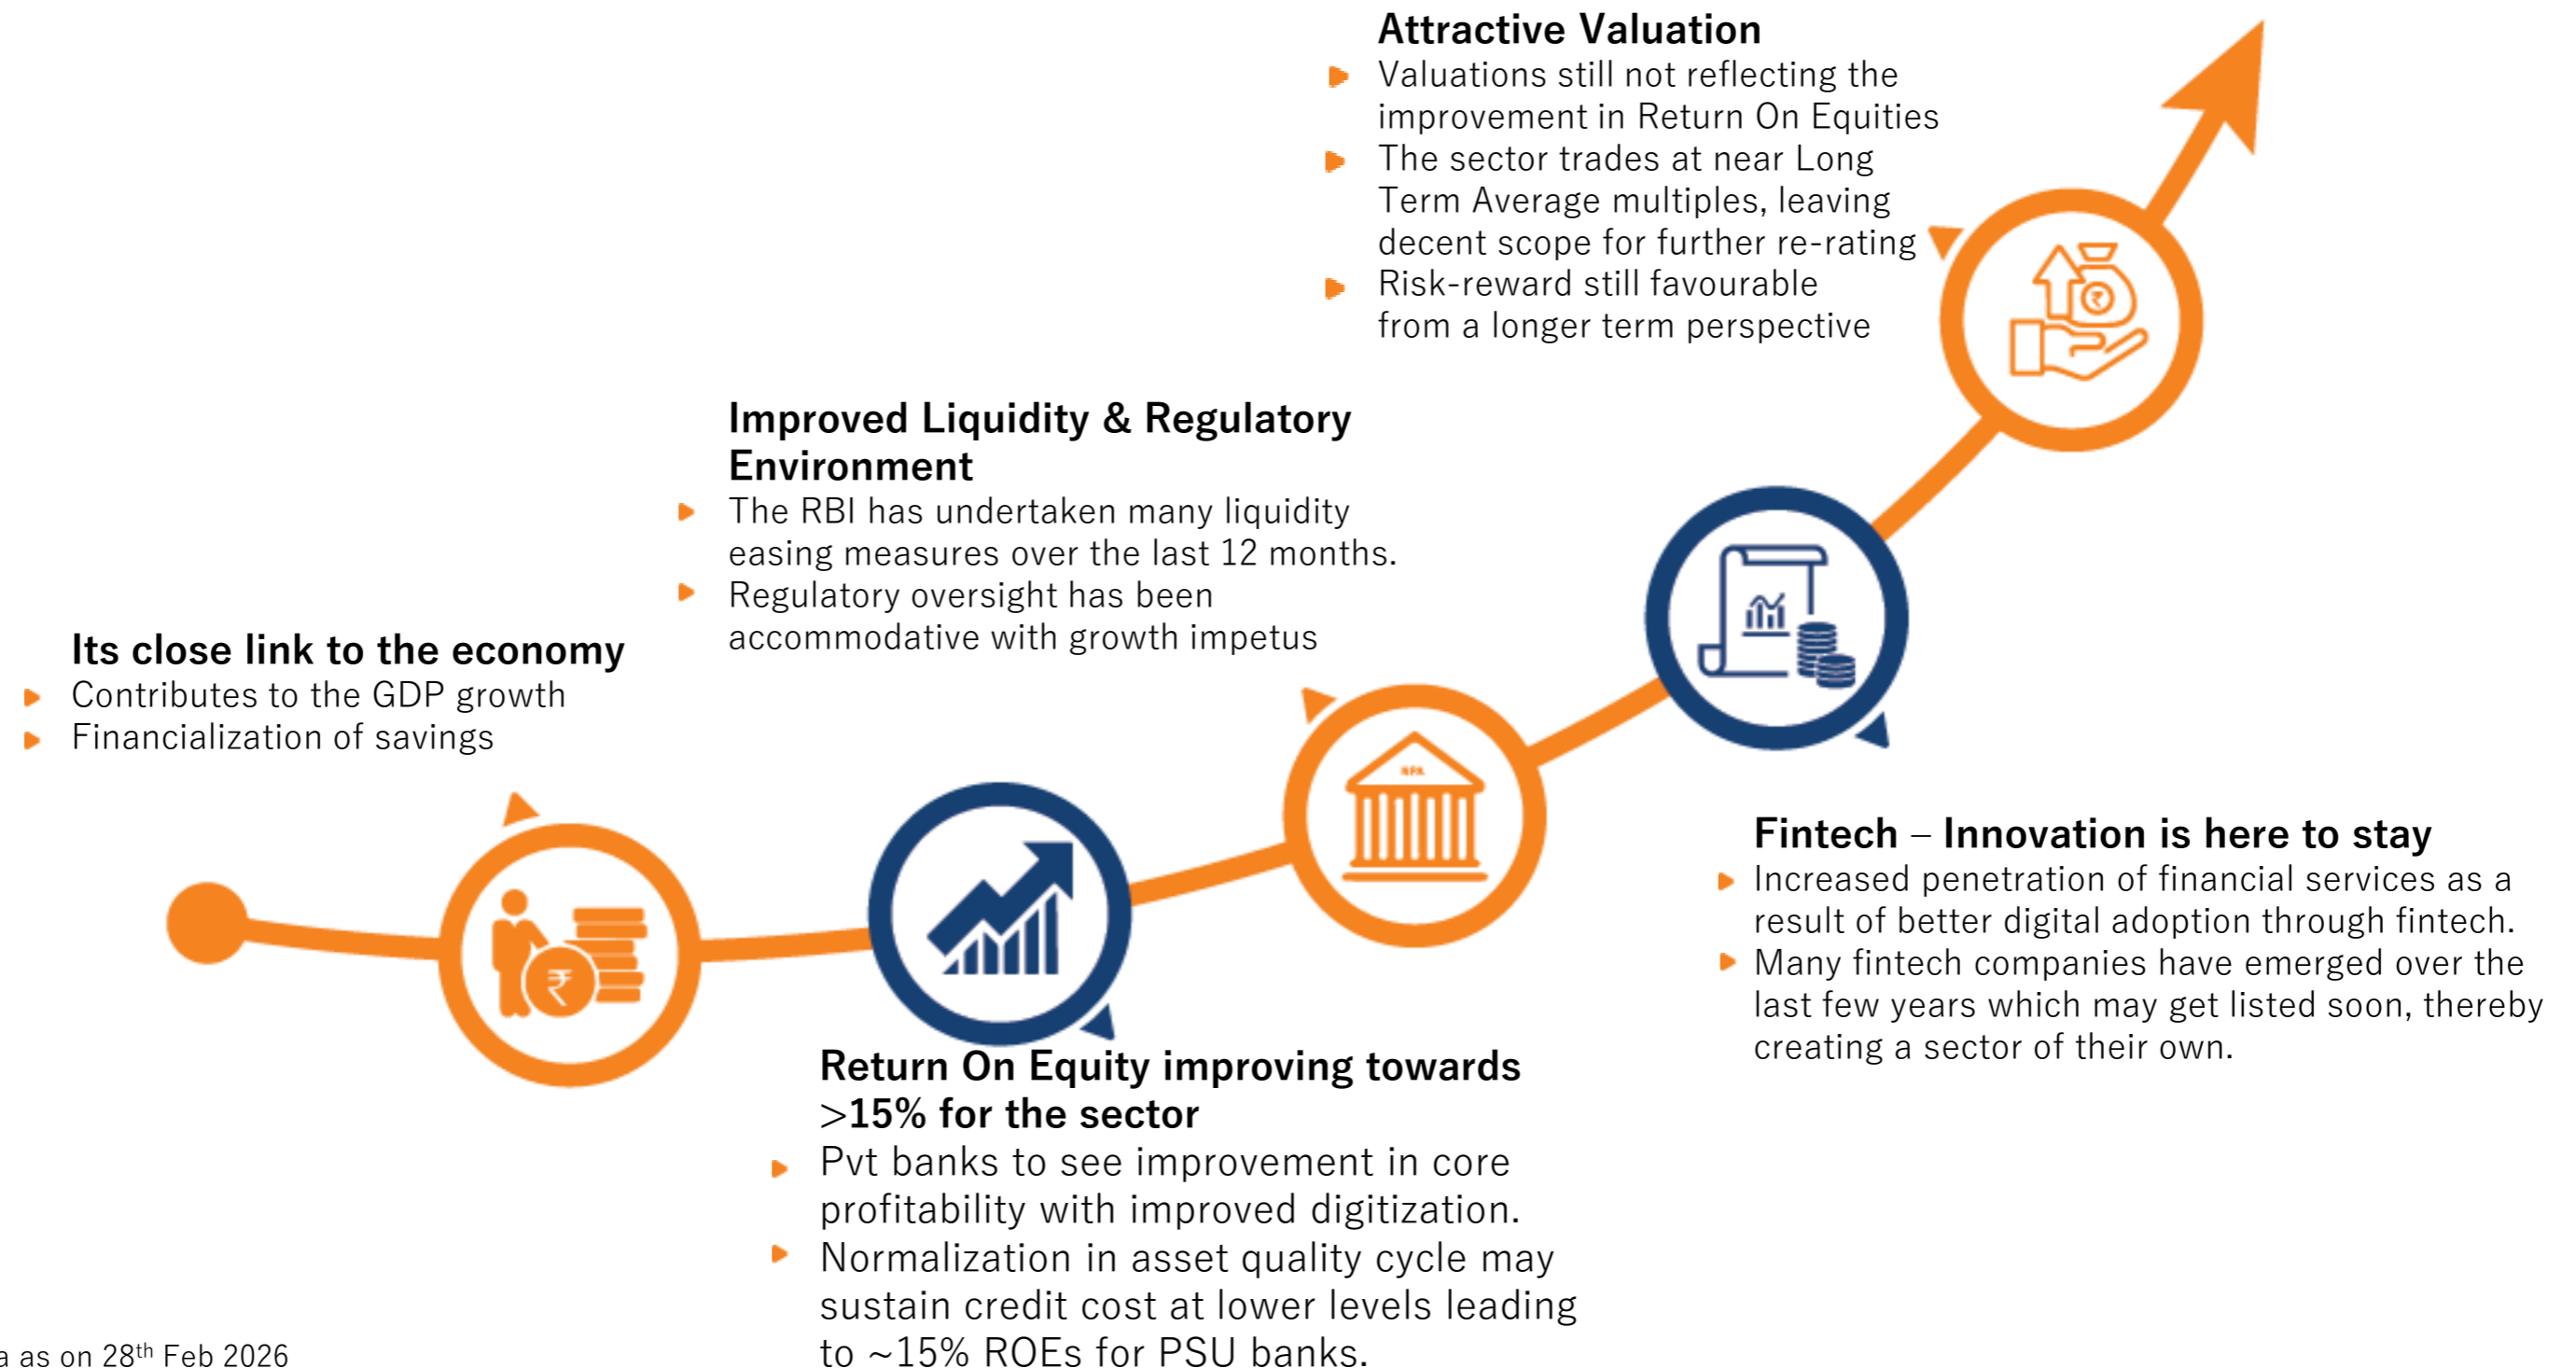 Attractive Valuation
Valuations still not reflecting the
improvement in Return On Equities
The sector trades at near Long
Term Average multiples, leaving
decent scope for further re-rating
Risk-reward still favourable
from a longer term perspective
₹
Improved Liquidity & Regulatory
Environment
The RBI has undertaken many liquidity
easing measures over the last 12 months.
Regulatory oversight has been
accommodative with growth impetus
Its close link to the economy
Contributes to the GDP growth
Financialization of savings
NPA
₹
Fintech – Innovation is here to stay
Increased penetration of financial services as a
result of better digital adoption through fintech.
Many fintech companies have emerged over the
last few years which may get listed soon, thereby
creating a sector of their own.
Return On Equity improving towards
>15% for the sector
Pvt banks to see improvement in core
profitability with improved digitization.
Normalization in asset quality cycle may
sustain credit cost at lower levels leading
to ~15% ROEs for PSU banks.
a as on 28th Feb 2026